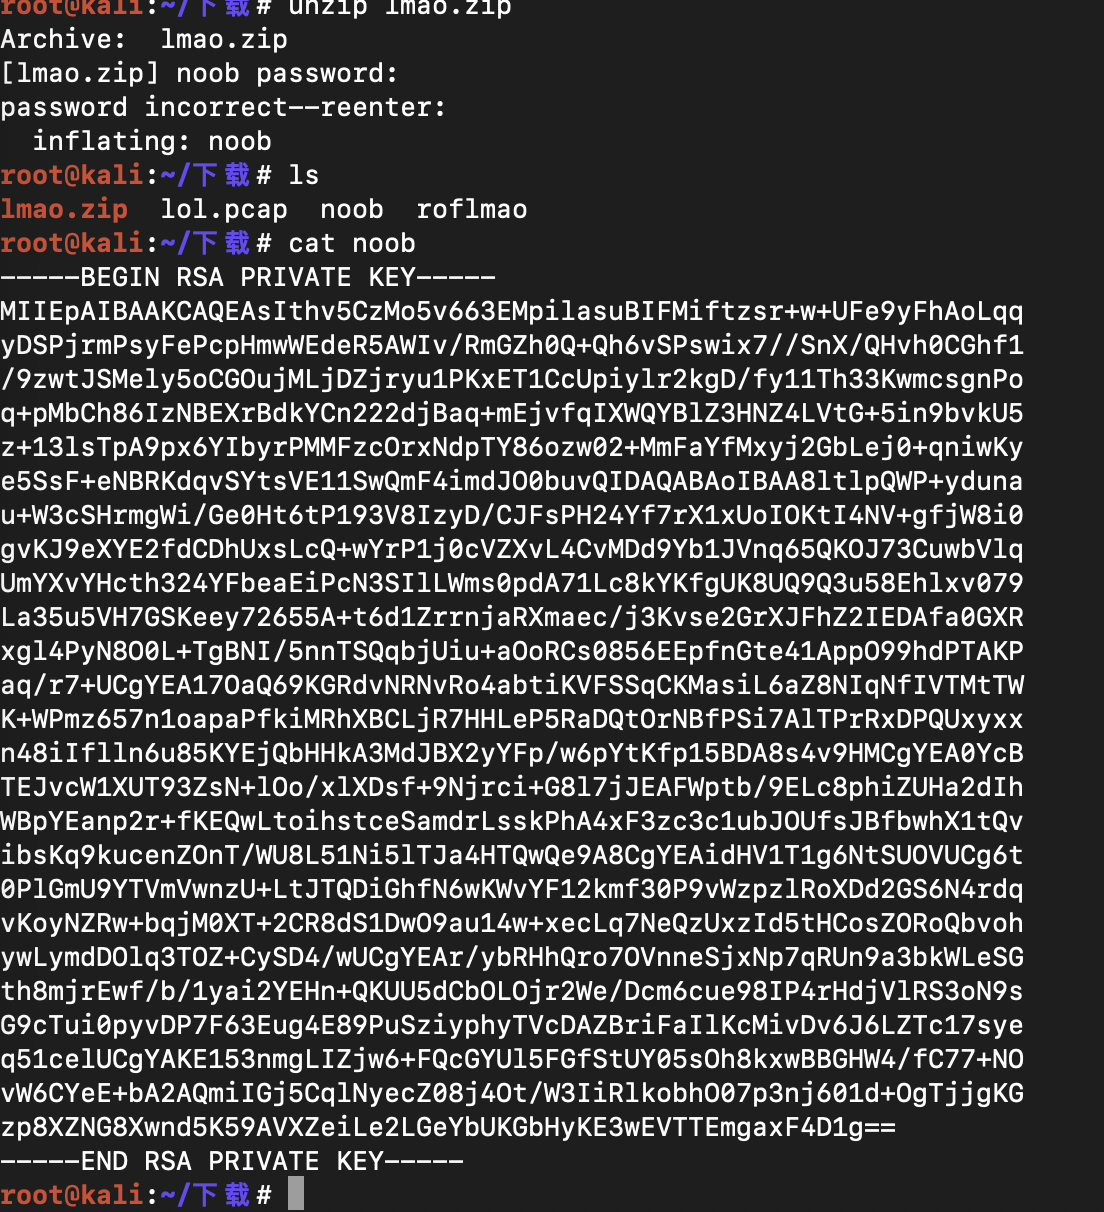 root@kali:~/下载# unzip lmao.zip
Archive:  lmao.zip
[lmao.zip] noob password:
password incorrect--reenter:
  inflating: noob
root@kali:~/下载# ls
lmao.zip  lol.pcap  noob  roflmao
root@kali:~/下载# cat noob
-----BEGIN RSA PRIVATE KEY-----
MIIEpAIBAAKCAQEAsIthv5CzMo5v663EMpilasuBIFMiftzsr+w+UFe9yFhAoLqq
yDSPjrmPsyFePcpHmwWEdeR5AWIv/RmGZh0Q+Qh6vSPswix7//SnX/QHvh0CGhf1
/9zwtJSMely5oCGOujMLjDZjryu1PKxET1CcUpiylr2kgD/fy11Th33KwmcsgnPo
q+pMbCh86IzNBEXrBdkYCn222djBaq+mEjvfqIXWQYBlZ3HNZ4LVtG+5in9bvkU5
z+13lsTpA9px6YIbyrPMMFzcOrxNdpTY86ozw02+MmFaYfMxyj2GbLej0+qniwKy
e5SsF+eNBRKdqvSYtsVE11SwQmF4imdJO0buvQIDAQABAoIBAA8ltlpQWP+yduna
u+W3cSHrmgWi/Ge0Ht6tP193V8IzyD/CJFsPH24Yf7rX1xUoIOKtI4NV+gfjW8i0
gvKJ9eXYE2fdCDhUxsLcQ+wYrP1j0cVZXvL4CvMDd9Yb1JVnq65QKOJ73CuwbVlq
UmYXvYHcth324YFbeaEiPcN3SIlLWms0pdA71Lc8kYKfgUK8UQ9Q3u58Ehlxv079
La35u5VH7GSKeey72655A+t6d1ZrrnjaRXmaec/j3Kvse2GrXJFhZ2IEDAfa0GXR
xgl4PyN8O0L+TgBNI/5nnTSQqbjUiu+aOoRCs0856EEpfnGte41AppO99hdPTAKP
aq/r7+UCgYEA17OaQ69KGRdvNRNvRo4abtiKVFSSqCKMasiL6aZ8NIqNfIVTMtTW
K+WPmz657n1oapaPfkiMRhXBCLjR7HHLeP5RaDQtOrNBfPSi7AlTPrRxDPQUxyxx
n48iIflln6u85KYEjQbHHkA3MdJBX2yYFp/w6pYtKfp15BDA8s4v9HMCgYEA0YcB
TEJvcW1XUT93ZsN+lOo/xlXDsf+9Njrci+G8l7jJEAFWptb/9ELc8phiZUHa2dIh
WBpYEanp2r+fKEQwLtoihstceSamdrLsskPhA4xF3zc3c1ubJOUfsJBfbwhX1tQv
ibsKq9kucenZOnT/WU8L51Ni5lTJa4HTQwQe9A8CgYEAidHV1T1g6NtSUOVUCg6t
0PlGmU9YTVmVwnzU+LtJTQDiGhfN6wKWvYF12kmf30P9vWzpzlRoXDd2GS6N4rdq
vKoyNZRw+bqjM0XT+2CR8dS1DwO9au14w+xecLq7NeQzUxzId5tHCosZORoQbvoh
ywLymdDOlq3TOZ+CySD4/wUCgYEAr/ybRHhQro7OVnneSjxNp7qRUn9a3bkWLeSG
th8mjrEwf/b/1yai2YEHn+QKUU5dCbOLOjr2We/Dcm6cue98IP4rHdjVlRS3oN9s
G9cTui0pyvDP7F63Eug4E89PuSziyphyTVcDAZBriFaIlKcMivDv6J6LZTc17sye
q51celUCgYAKE153nmgLIZjw6+FQcGYUl5FGfStUY05sOh8kxwBBGHW4/fC77+NO
vW6CYeE+bA2AQmiIGj5CqlNyecZ08j4Ot/W3IiRlkobhO07p3nj601d+OgTjjgKG
zp8XZNG8Xwnd5K59AVXZeiLe2LGeYbUKGbHyKE3wEVTTEmgaxF4D1g==
-----END RSA PRIVATE KEY-----
root@kali:~/下载#